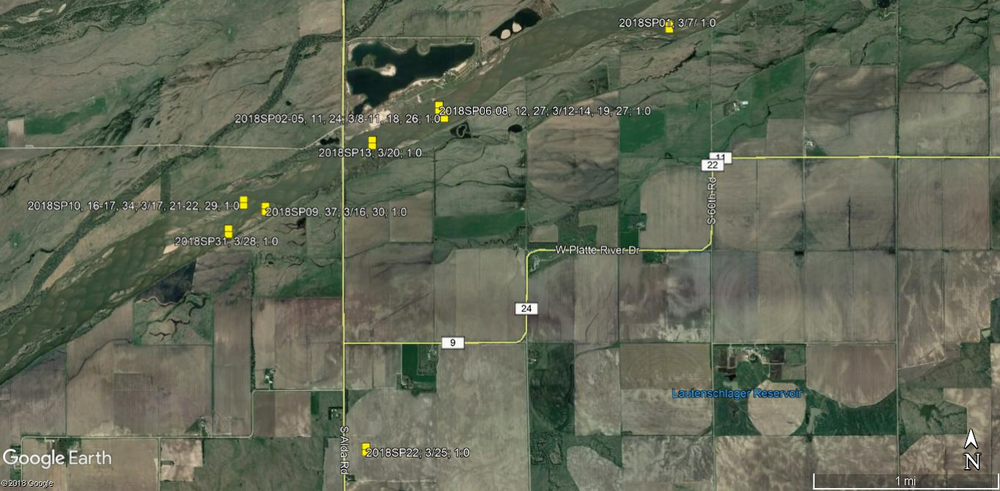 2018SP01; 3/7/ 1:0
2018SP06-08, 12, 27; 3/12-14, 19, 27; 1:0
2018SP02-05, 11, 24; 3/8-11, 18, 26; 1:0
2018SP13; 3/20; 1:0
11
22
S 60th Rd
2018SP10, 16-17, 34; 3/17, 21-22, 29, 1:0
2018SP09, 37; 3/16, 30; 1:0
2018SP31; 3/28; 1:0
W Platte River Dr
24
9
Lautenschlager Reservoir
S Alda Rd
2018SP22; 3/25; 1:0
Google Earth
N
© 2018 Google
1 mi